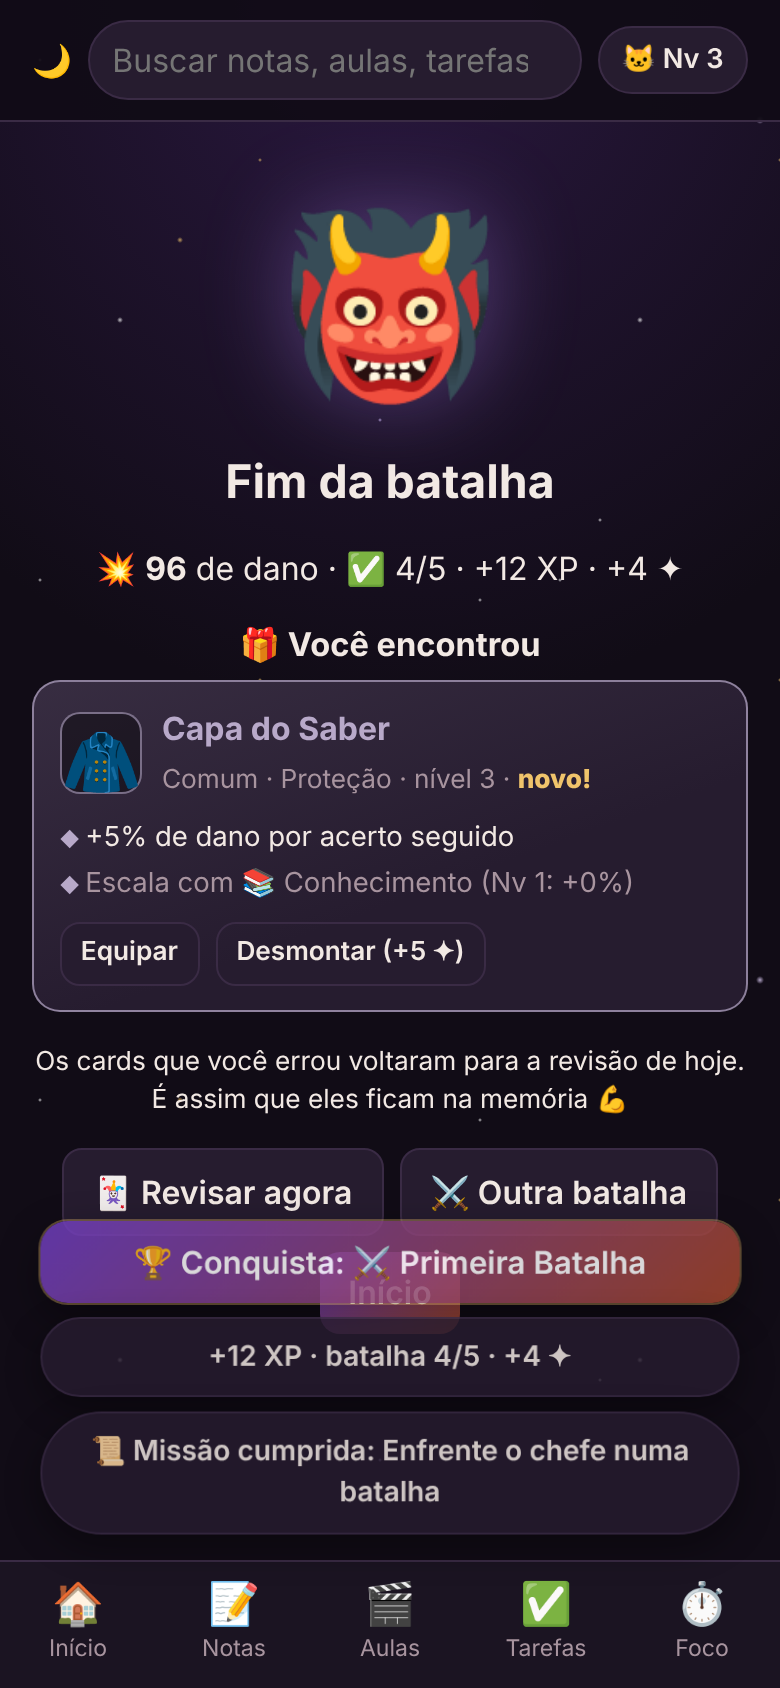 Buscar notas, aulas, tarefas
Nv 3
Fim da batalha
96 de dano · 4/5 · +12 XP · +4 ✦
Você encontrou
Capa do Saber
Comum · Proteção · nível 3 · novo!
+5% de dano por acerto seguido
Escala com 📚 Conhecimento (Nv 1: +0%)
Equipar
Desmontar (+5 ✦)
Os cards que você errou voltaram para a revisão de hoje.
É assim que eles ficam na memória 💪
Revisar agora
Outra batalha
Conquista: ⚔️ Primeira Batalha
Início
+12 XP · batalha 4/5 · +4 ✦
Missão cumprida: Enfrente o chefe numa
batalha
Início
Notas
Aulas
Tarefas
Foco